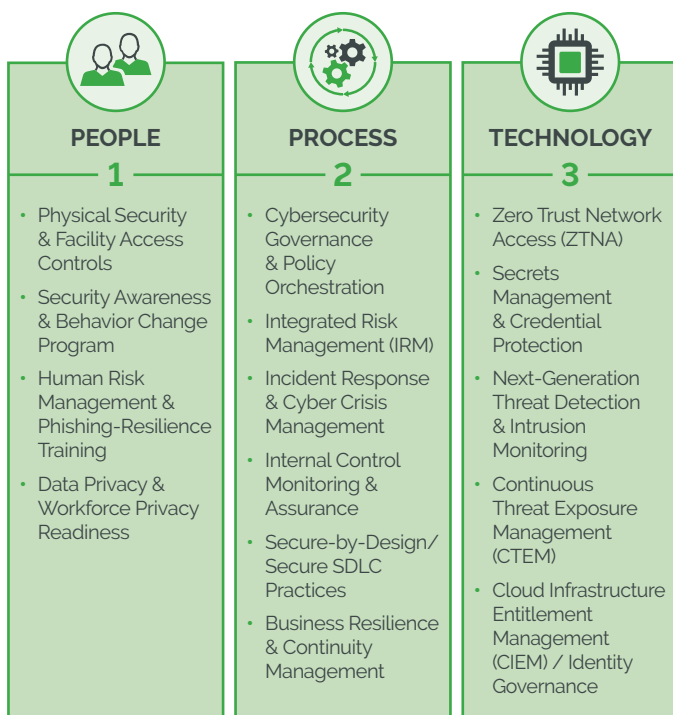 PEOPLE
1
• Physical Security
& Facility Access
Controls
• Security Awareness
& Behavior Change
Program
• Human Risk
Management &
Phishing-Resilience
Training
• Data Privacy &
Workforce Privacy
Readiness
PROCESS
2
• Cybersecurity
Governance
& Policy
Orchestration
• Integrated Risk
Management (IRM)
• Incident Response
& Cyber Crisis
Management
• Internal Control
Monitoring &
Assurance
• Secure-by-Design/
Secure SDLC
Practices
• Business Resilience
& Continuity
Management
TECHNOLOGY
3
• Zero Trust Network
Access (ZTNA)
• Secrets
Management
& Credential
Protection
• Next-Generation
Threat Detection
& Intrusion
Monitoring
• Continuous
Threat Exposure
Management
(CTEM)
• Cloud Infrastructure
Entitlement
Management
(CIEM) / Identity
Governance